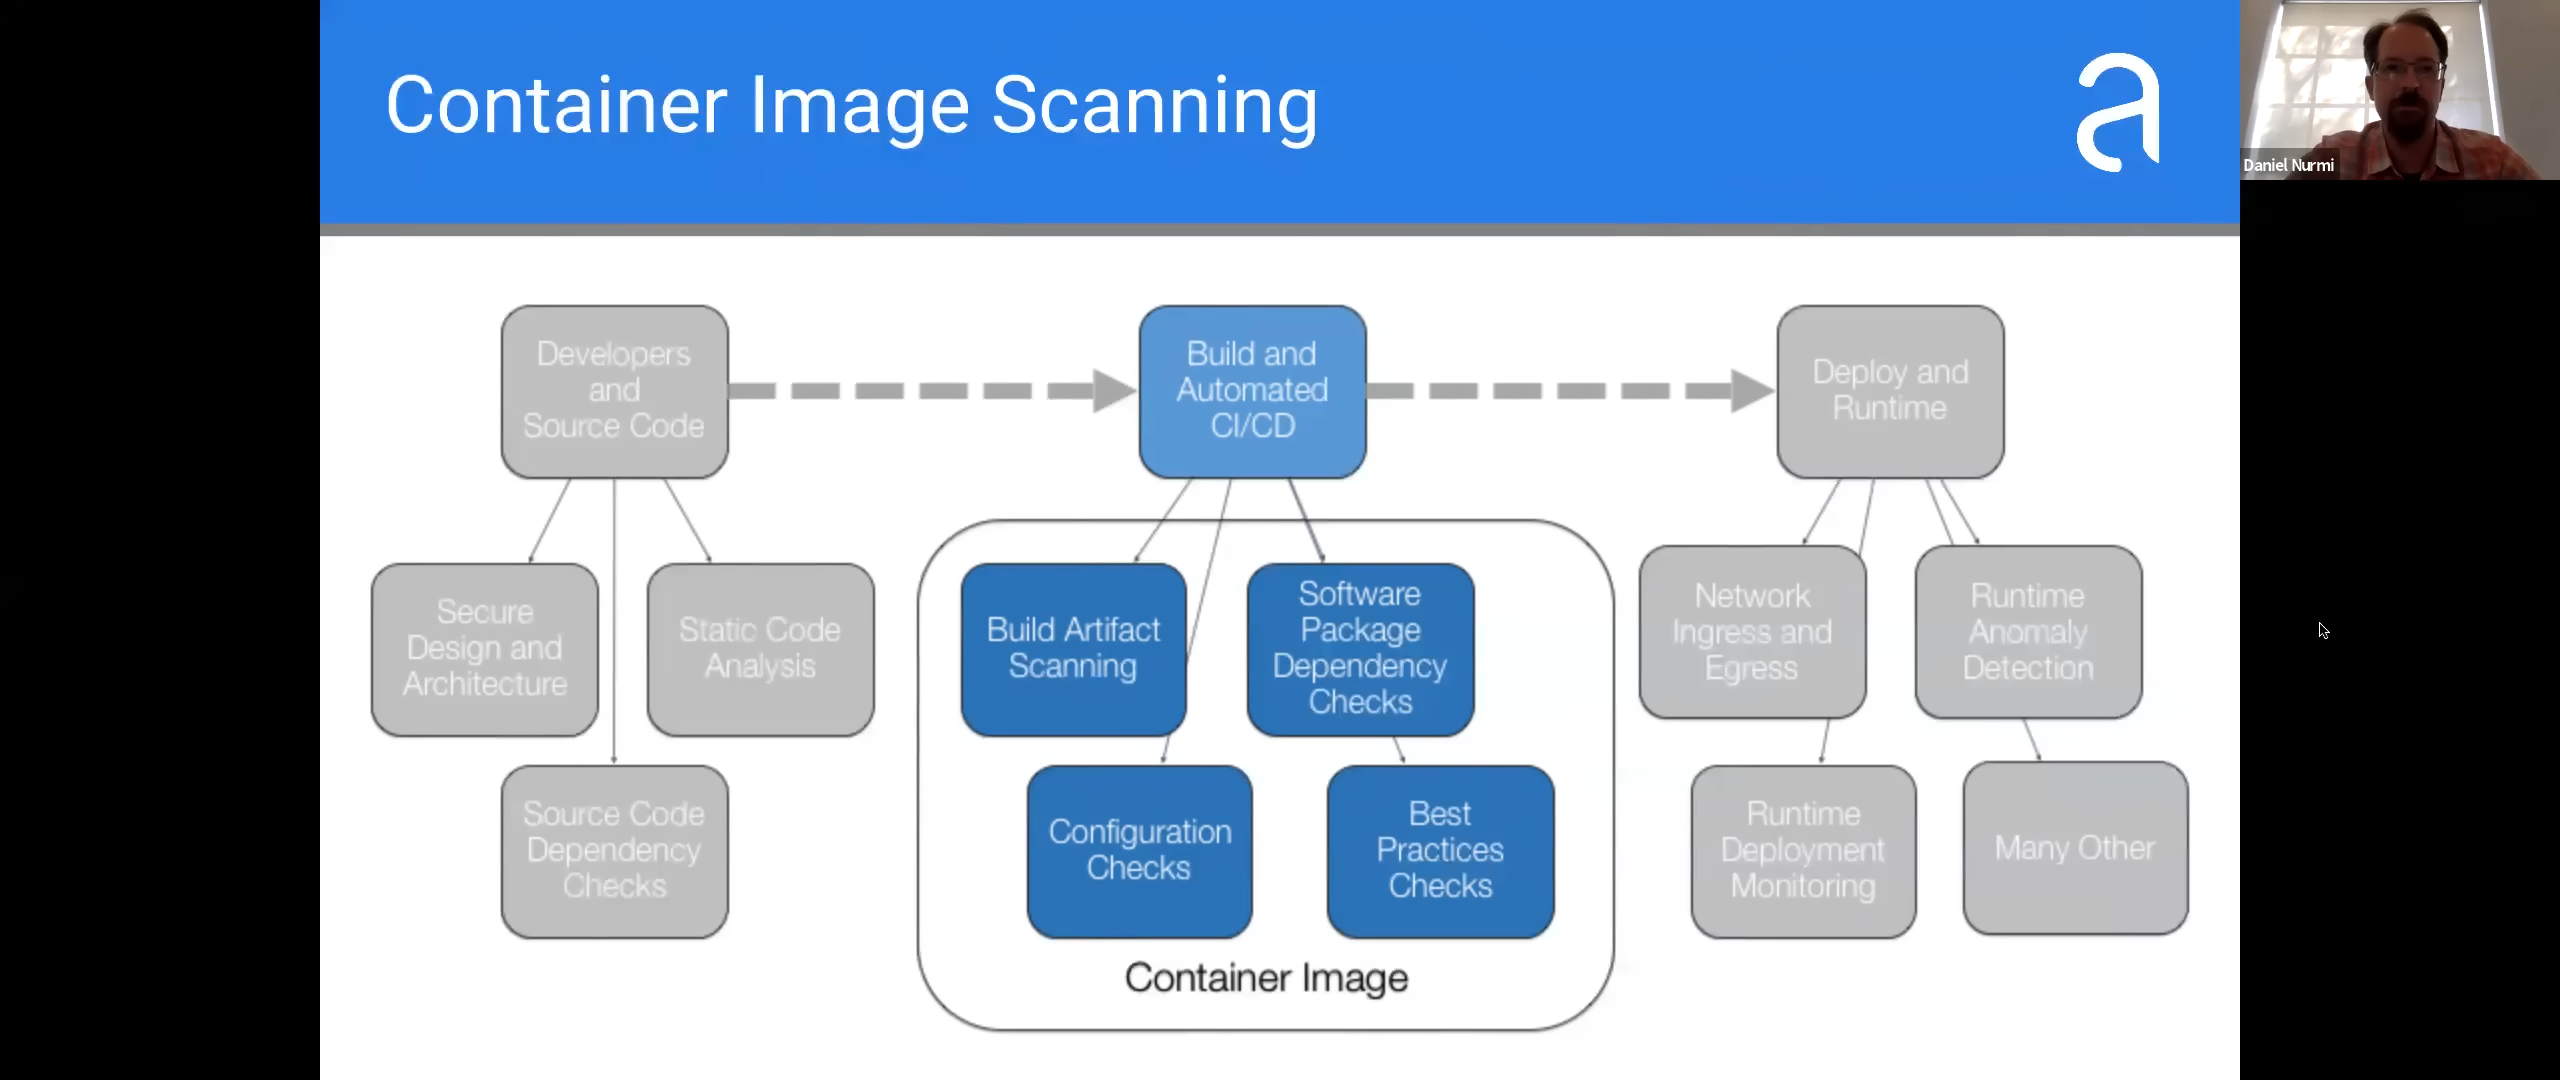 Container Image Scanning
Daniel Nurmi
Developers
and
Source Code
Build and
Automated
CI/CD
Deploy and
Runtime
Secure
Design and
Architecture
Static Code
Analysis
Source Code
Dependency
Checks
Build Artifact
Scanning
Software
Package
Dependency
Checks
Configuration
Checks
Best
Practices
Checks
Container Image
Network
Ingress and
Egress
Runtime
Anomaly
Detection
Runtime
Deployment
Monitoring
Many Other